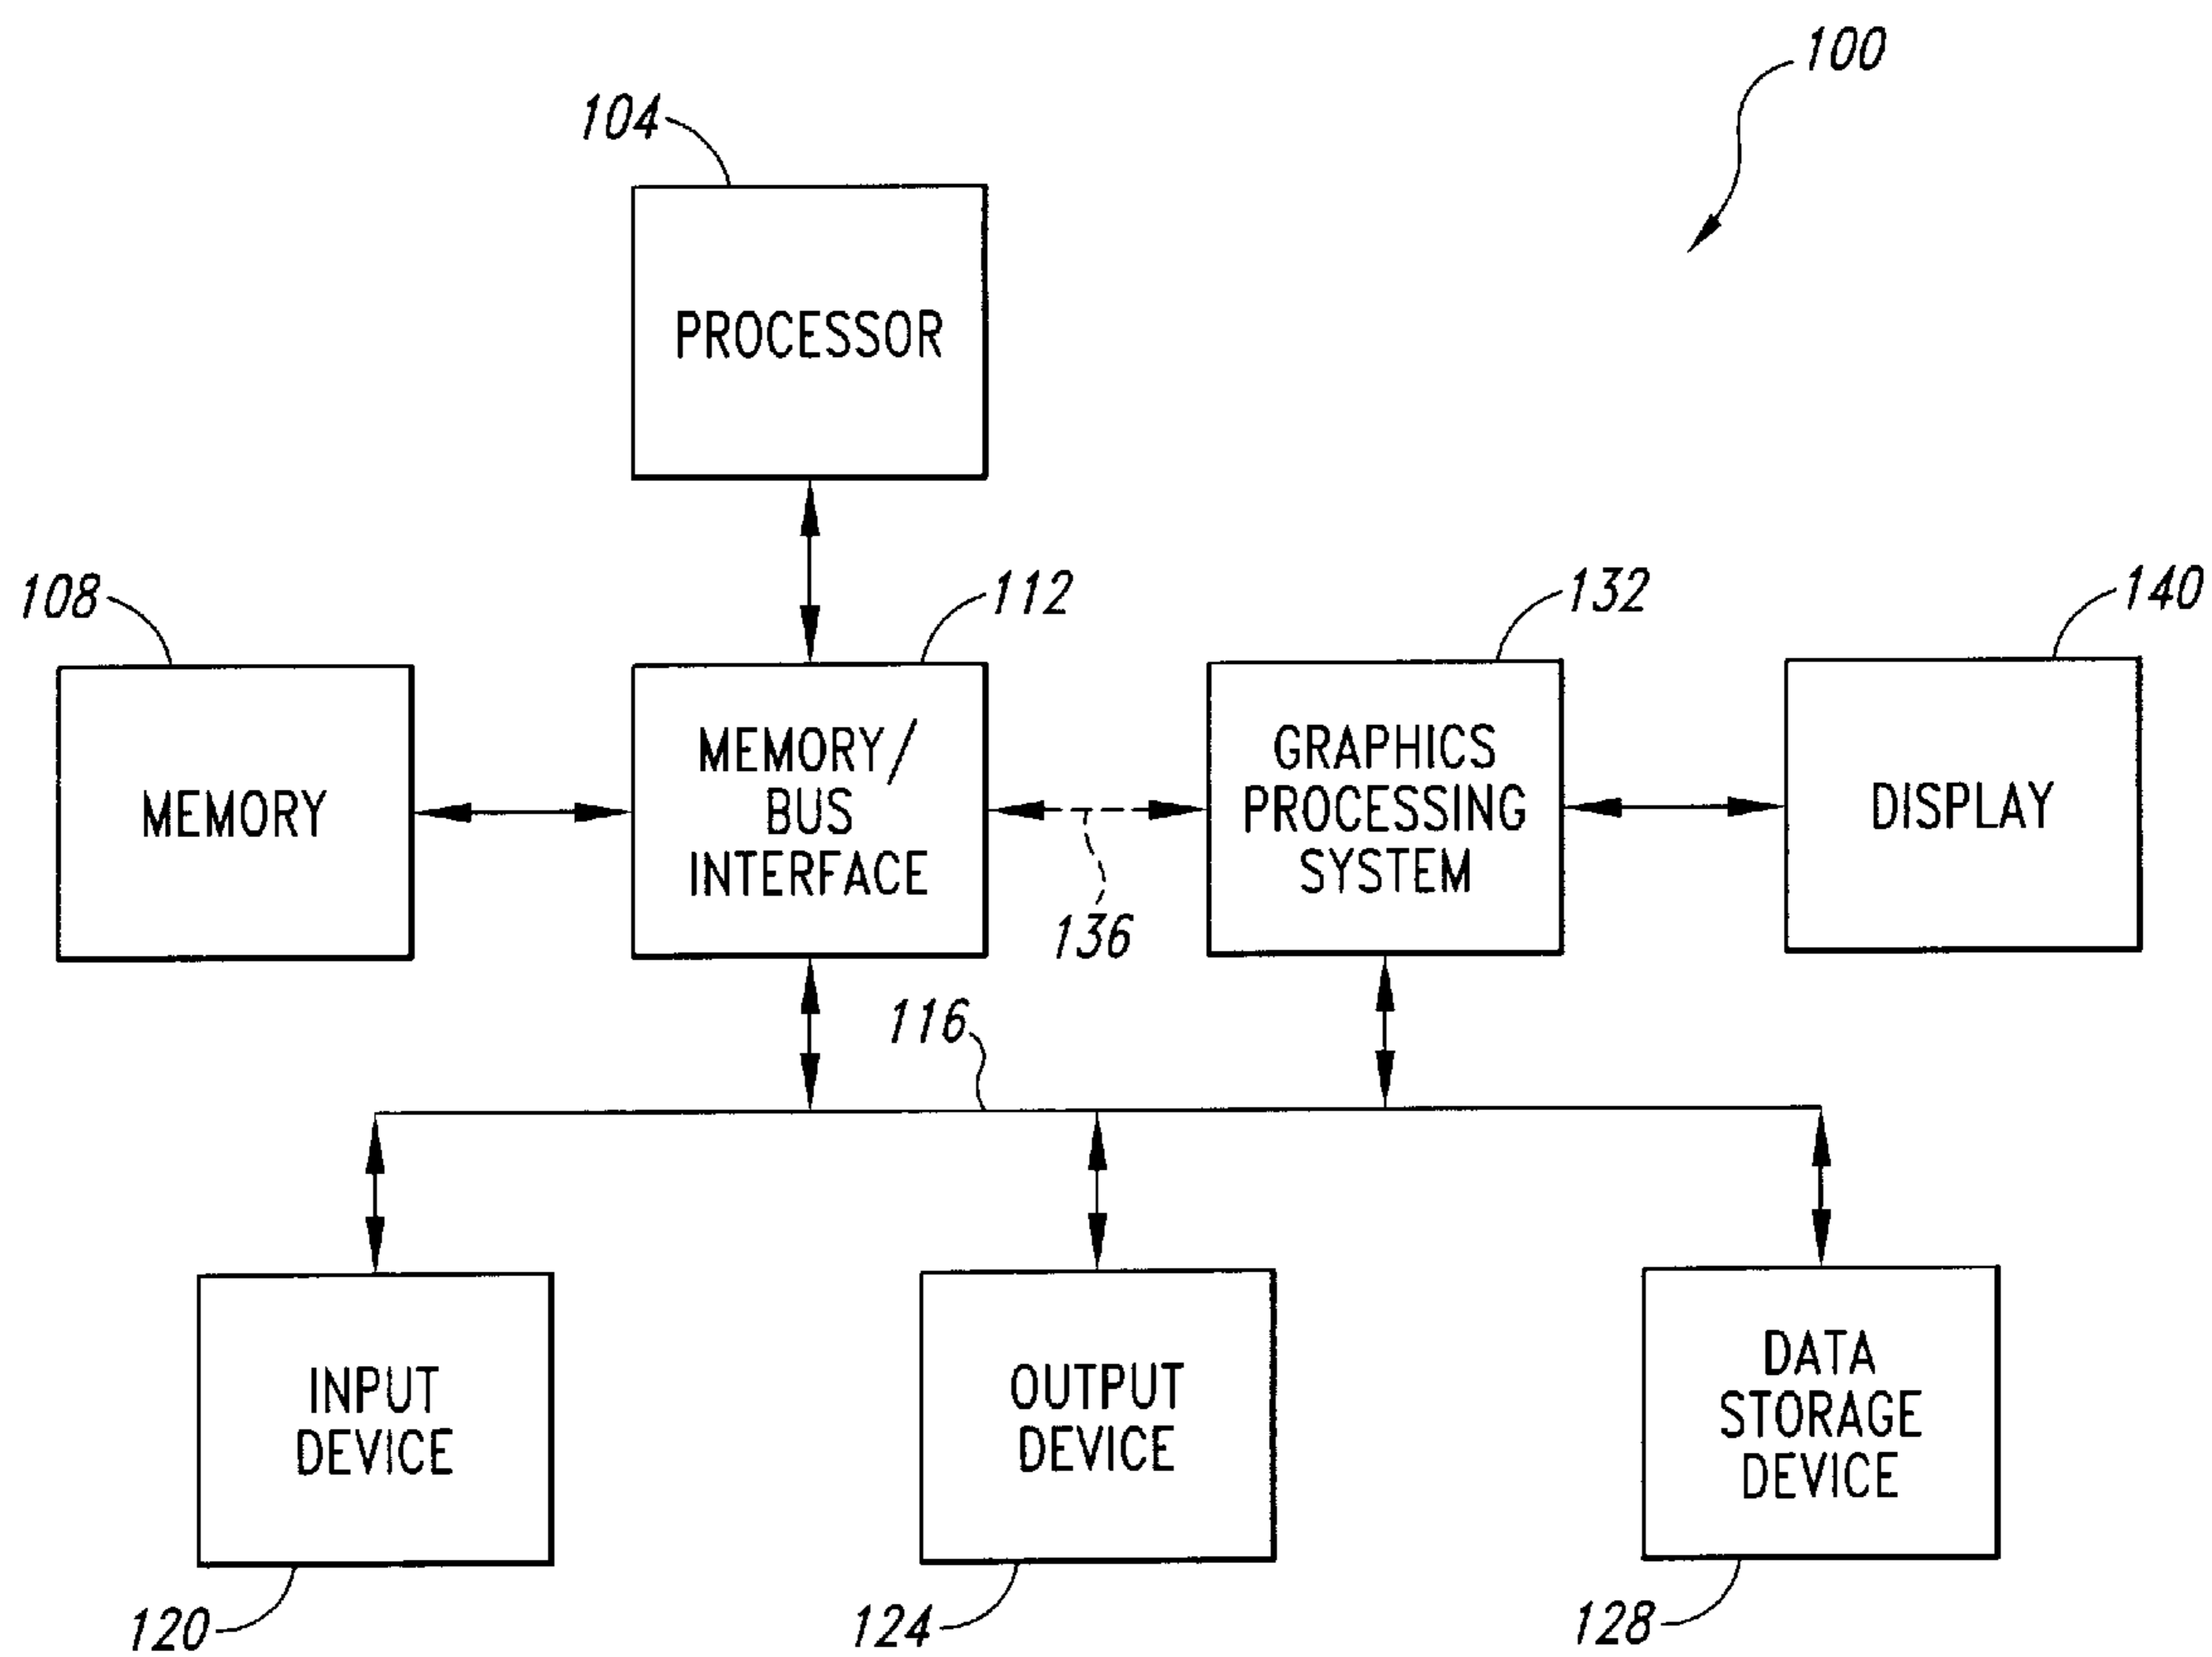 100
104
PROCESSOR
108
112
132
140
MEMORY
MEMORY/
BUS
INTERFACE
GRAPHICS
PROCESSING
SYSTEM
DISPLAY
136
116
INPUT
DEVICE
OUTPUT
DEVICE
DATA
STORAGE
DEVICE
120
124
128